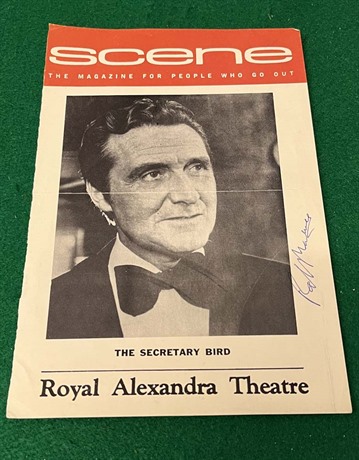 scene
THE MAGAZINE FOR PEOPLE WHO GO OUT
THE SECRETARY BIRD
Royal Alexandra Theatre